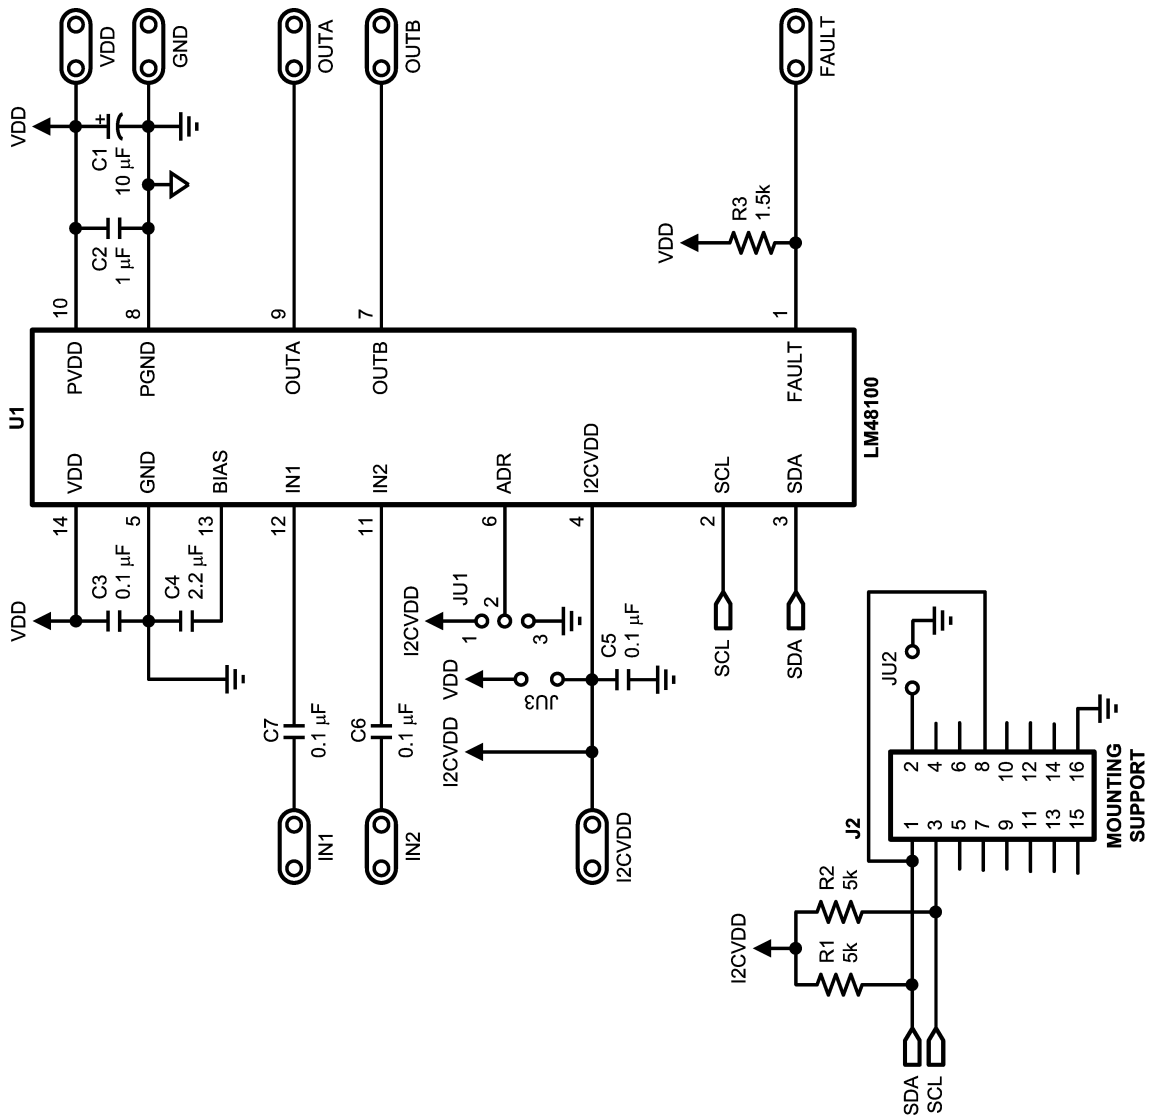 U1
LM48100
VDD
GND
BIAS
IN1
IN2
ADR
I2CVDD
SCL
SDA
PVDD
PGND
OUTA
OUTB
FAULT
14
5
13
12
11
6
4
2
3
10
8
9
7
1
VDD
C3
0.1 µF
C4
2.2 µF
C7
0.1 µF
IN1
C6
0.1 µF
IN2
I2CVDD
JU1
1
2
3
VDD
JU3
I2CVDD
C5
0.1 µF
I2CVDD
SCL
SDA
VDD
C1
+
10 µF
C2
1 µF
VDD
GND
OUTA
OUTB
VDD
R3
1.5k
FAULT
I2CVDD
R1
5k
R2
5k
SDA
SCL
J2
1 2
3 4
5 6
7 8
9 10
11 12
13 14
15 16
MOUNTING
SUPPORT
JU2